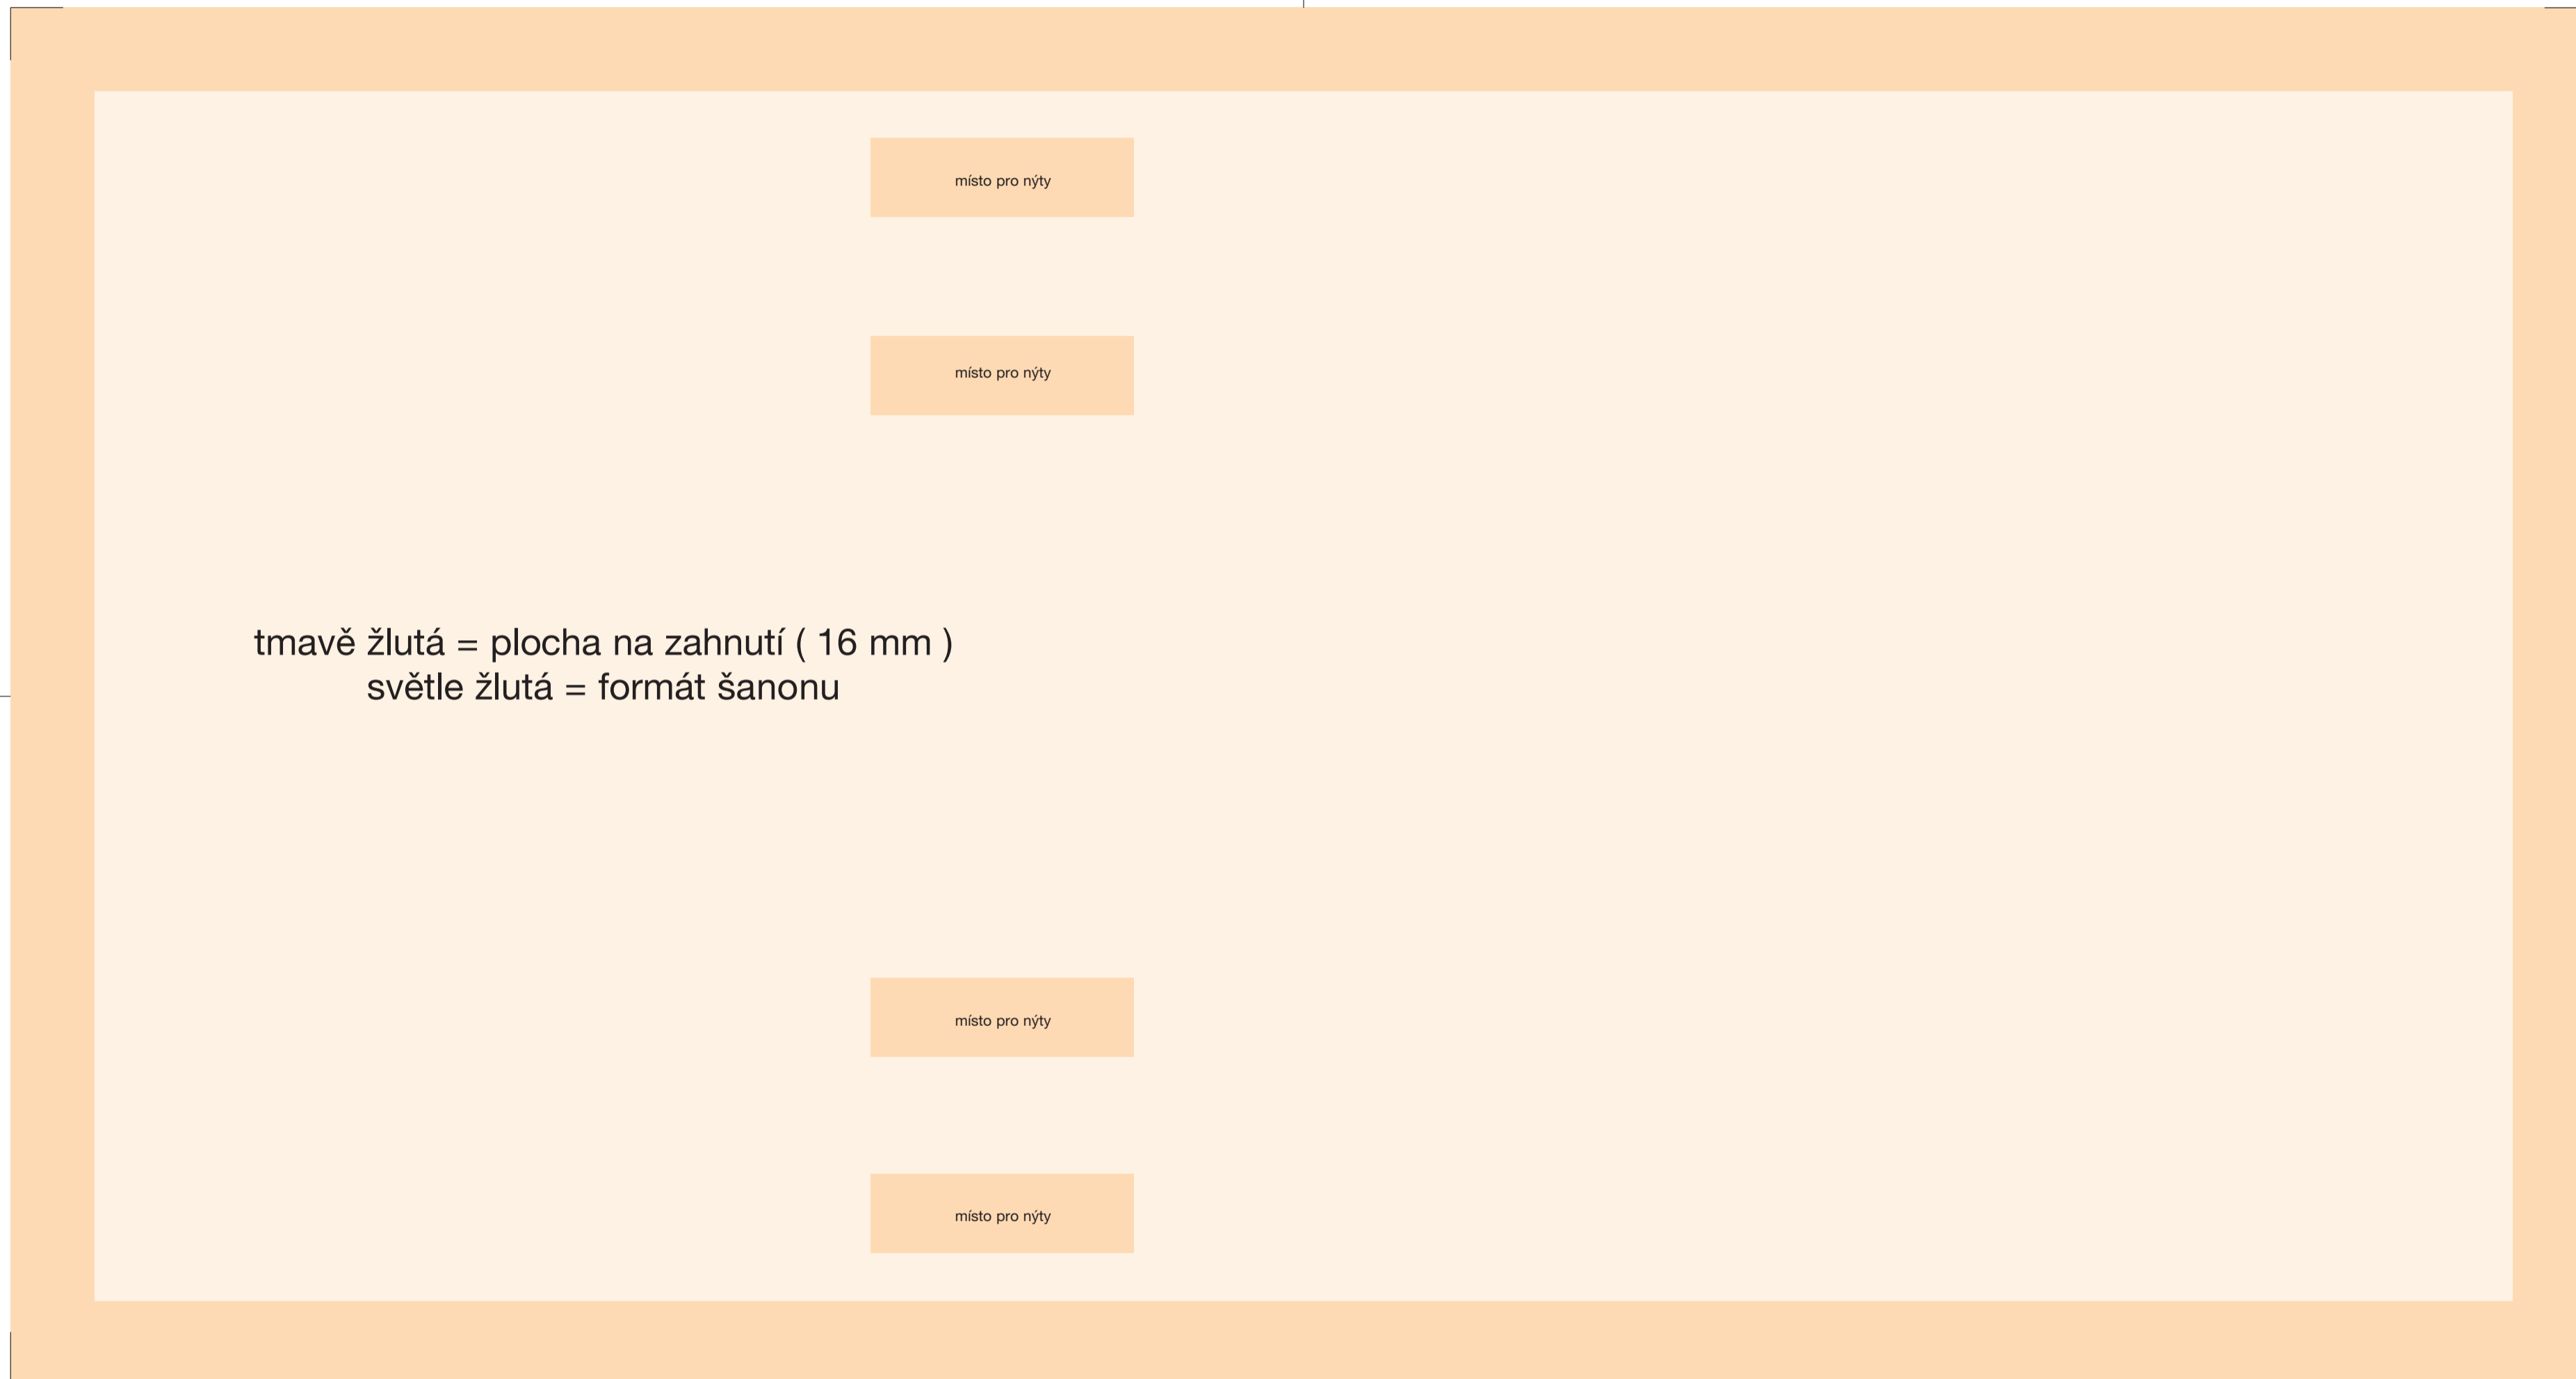 místo pro nýty
místo pro nýty
tmavě žlutá = plocha na zahnutí ( 16 mm )
světle žlutá = formát šanonu
místo pro nýty
místo pro nýty